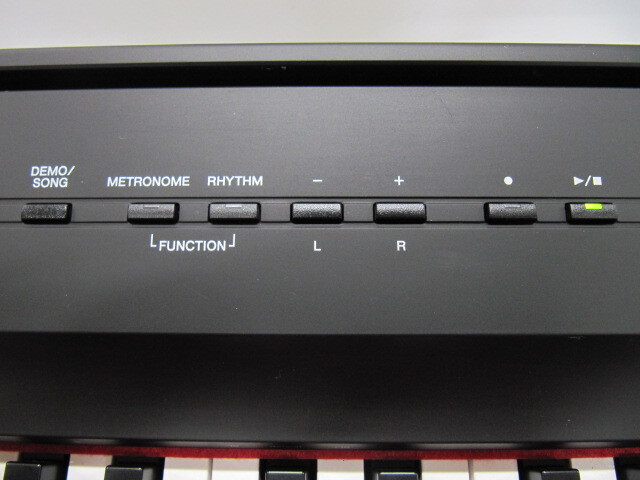 DEMO/
SONG
METRONOME RHYTHM - + ●  ►/■
FUNCTION L R